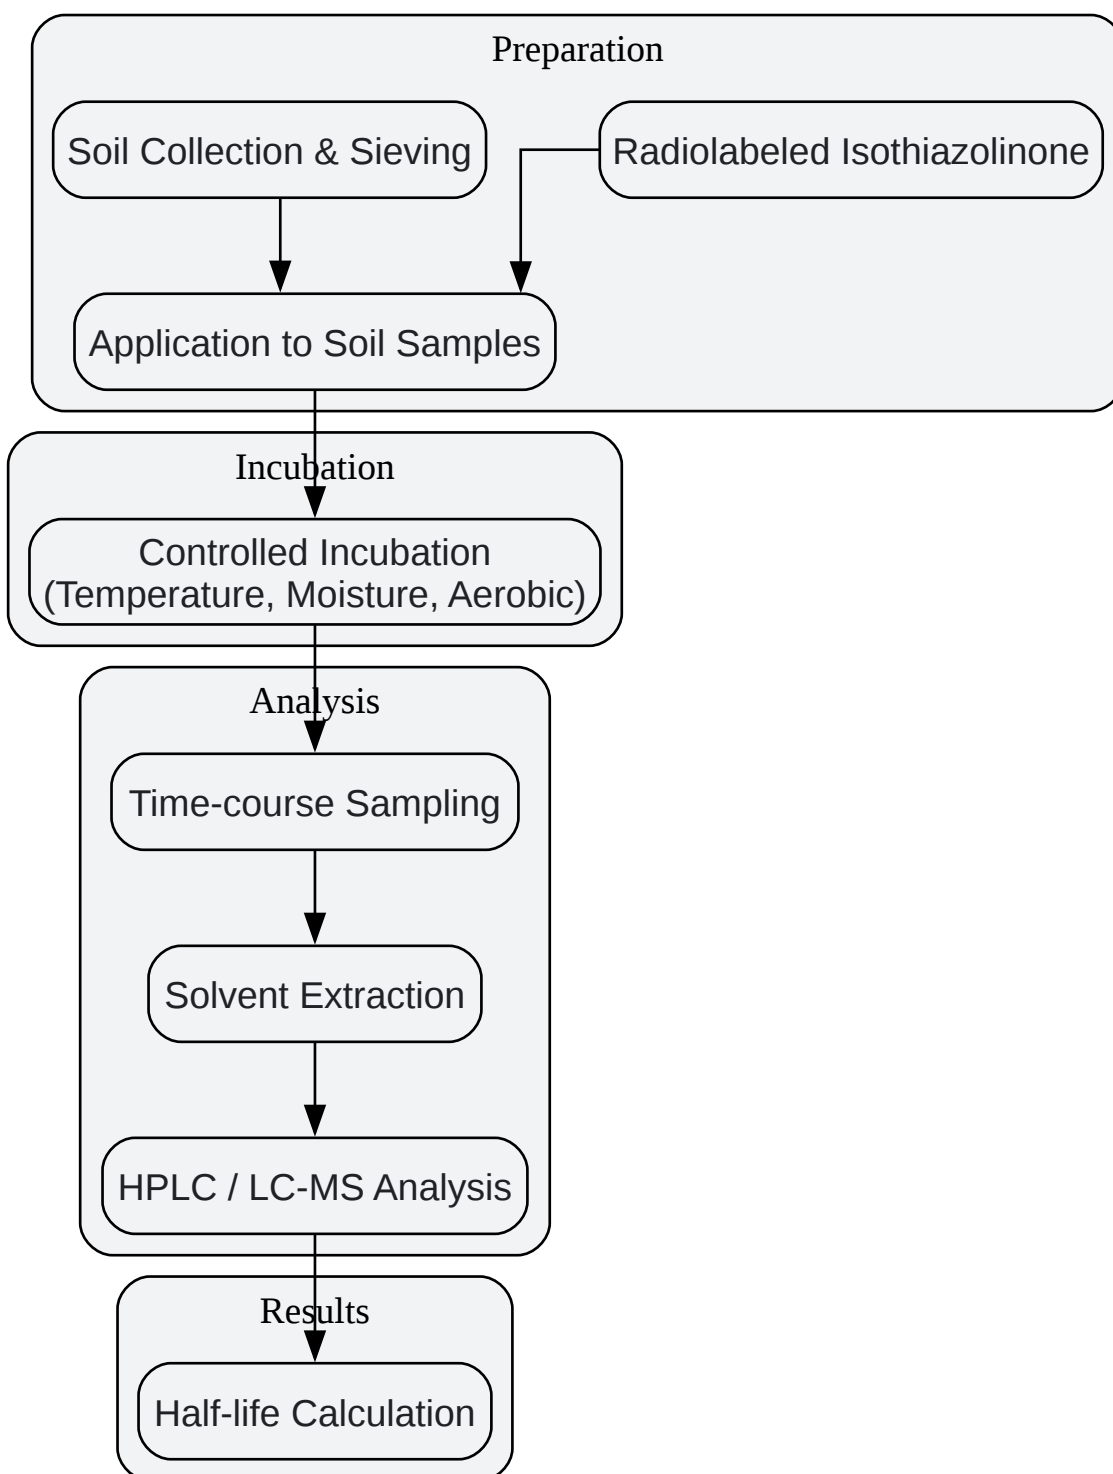 Preparation
Soil Collection & Sieving
Radiolabeled Isothiazolinone
Application to Soil Samples
Incubation
Controlled Incubation
(Temperature, Moisture, Aerobic)
Analysis
Time-course Sampling
Solvent Extraction
HPLC / LC-MS Analysis
Results
Half-life Calculation